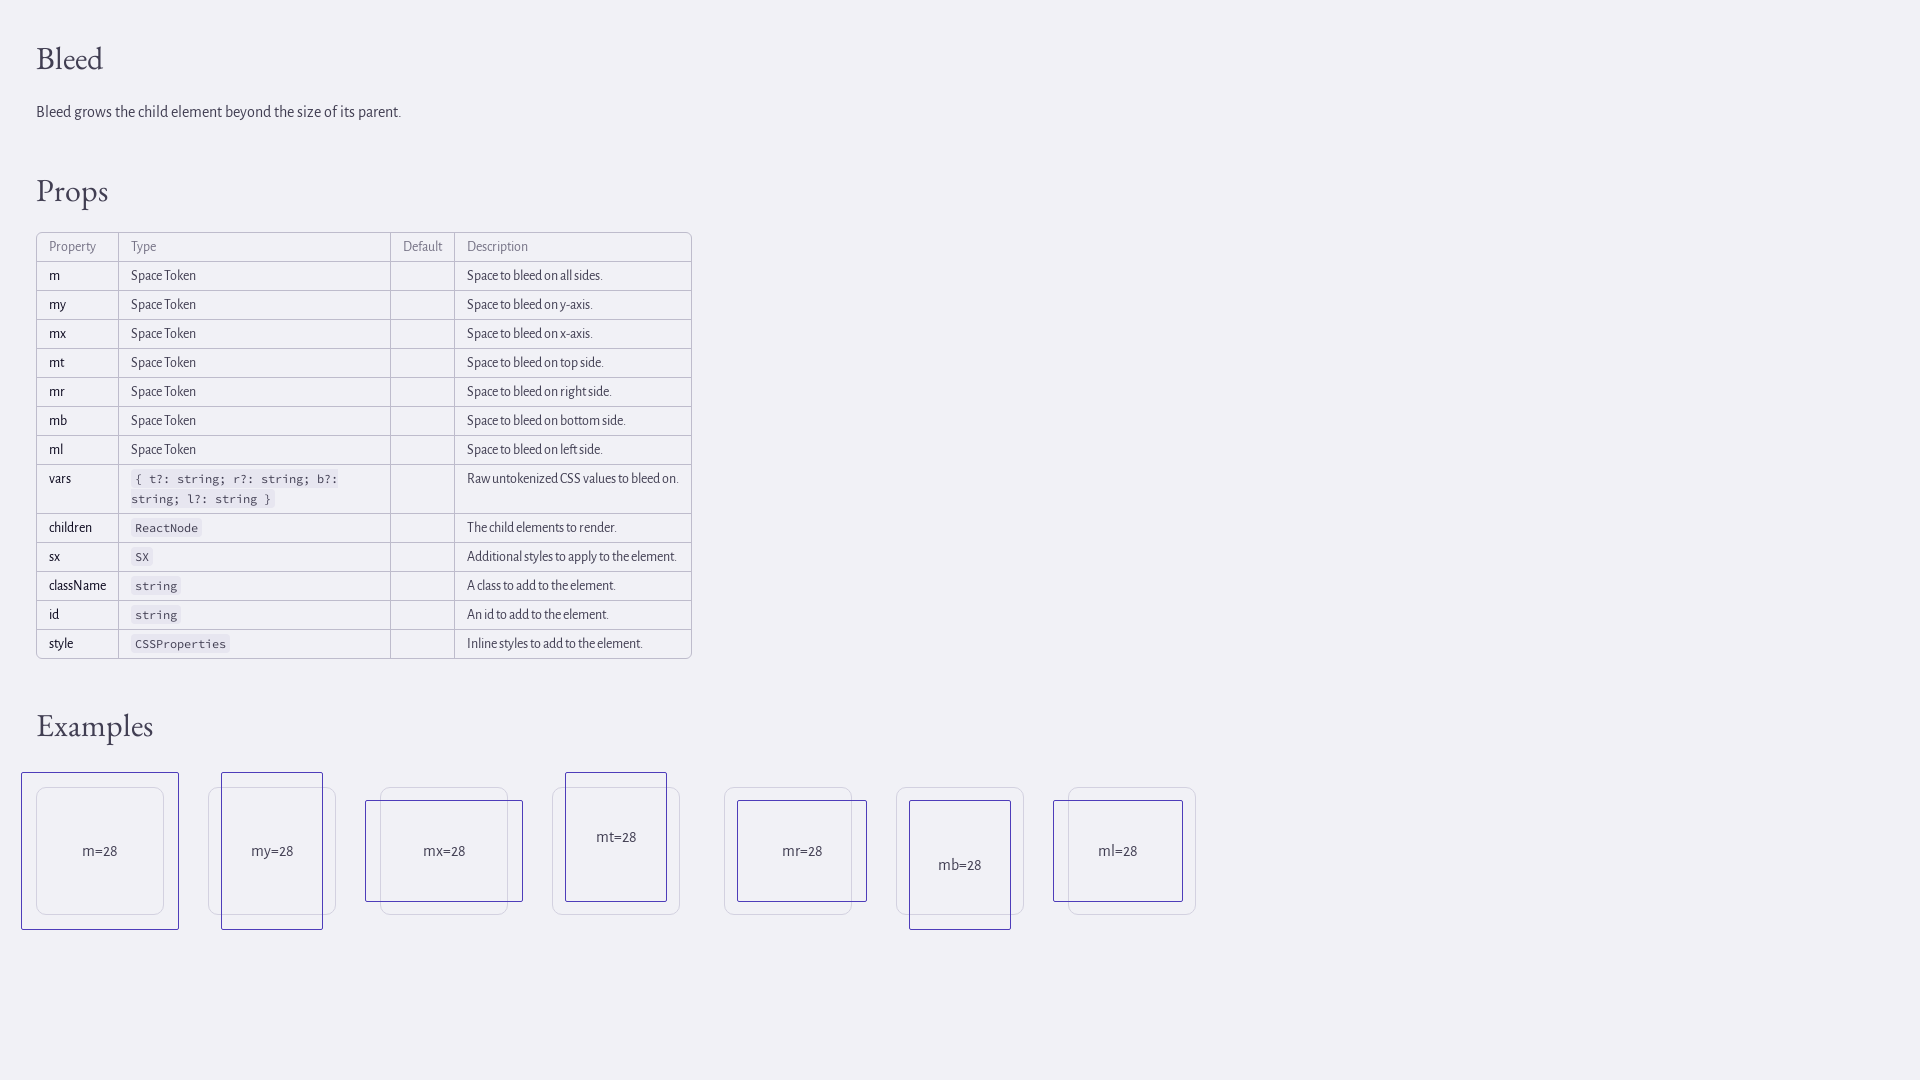 Bleed
Bleed grows the child element beyond the size of its parent.
Props
Property Type Default Description
m Space Token Space to bleed on all sides.
my Space Token Space to bleed on y-axis.
mx Space Token Space to bleed on x-axis.
mt Space Token Space to bleed on top side.
mr Space Token Space to bleed on right side.
mb Space Token Space to bleed on bottom side.
ml Space Token Space to bleed on left side.
vars { t?: string; r?: string; b?: Raw untokenized CSS values to bleed on.
string; l?: string }
children ReactNode The child elements to render.
sx SX Additional styles to apply to the element.
className string A class to add to the element.
id string An id to add to the element.
style CSSProperties Inline styles to add to the element.
Examples
m=28 my=28 mx=28 mt=28 mr=28 mb=28 ml=28